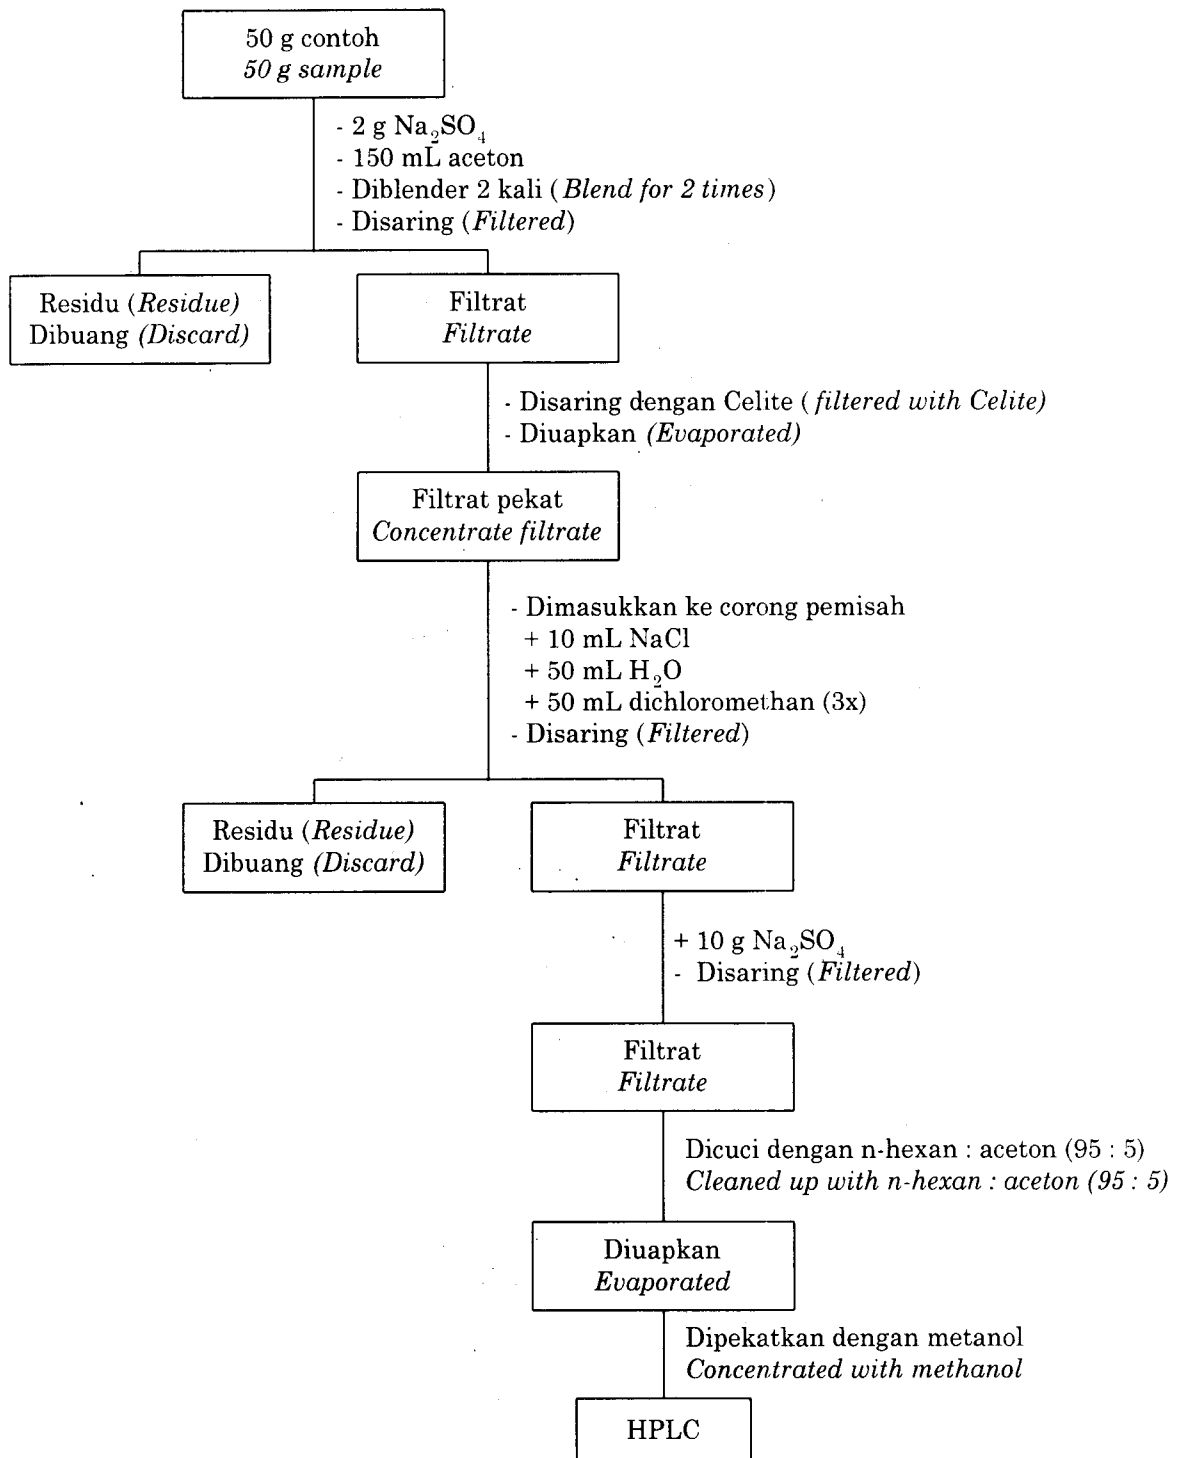 50 g contoh
50 g sample
- 2 g Na₂SO₄
- 150 mL aceton
- Diblender 2 kali (Blend for 2 times)
- Disaring (Filtered)
Residu (Residue)
Dibuang (Discard)
Filtrat
Filtrate
- Disaring dengan Celite (filtered with Celite)
- Diuapkan (Evaporated)
Filtrat pekat
Concentrate filtrate
- Dimasukkan ke corong pemisah
+ 10 mL NaCl
+ 50 mL H₂O
+ 50 mL dichloromethan (3x)
- Disaring (Filtered)
Residu (Residue)
Dibuang (Discard)
Filtrat
Filtrate
+ 10 g Na₂SO₄
- Disaring (Filtered)
Filtrat
Filtrate
Dicuci dengan n-hexan : aceton (95 : 5)
Cleaned up with n-hexan : aceton (95 : 5)
Diuapkan
Evaporated
Dipekatkan dengan metanol
Concentrated with methanol
HPLC